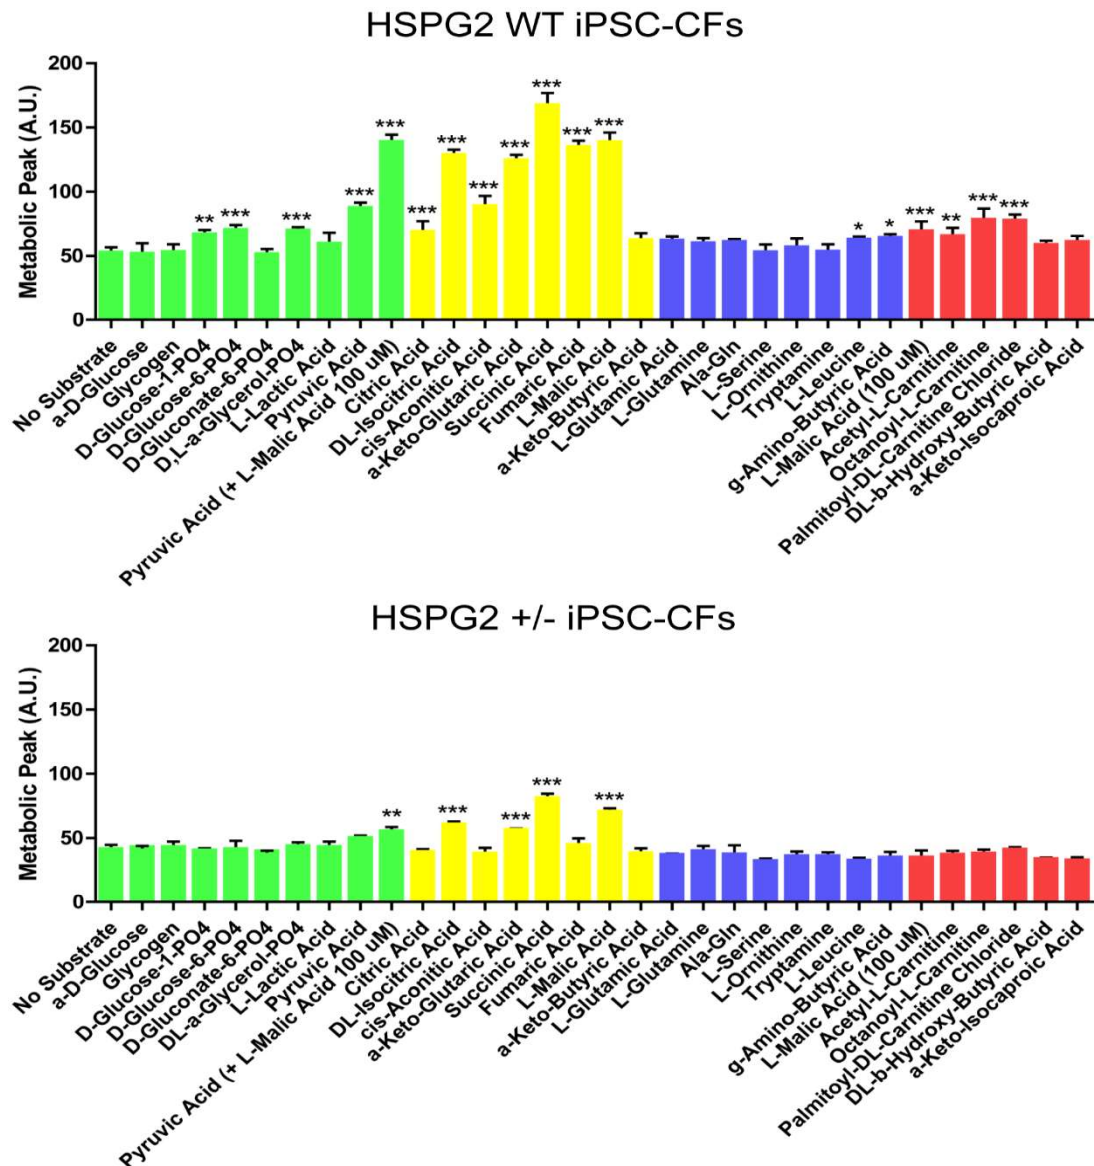 HSPG2 WT iPSC-CFs
Metabolic Peak (A.U.)
200
150
100
50
0
** *** *** *** *** *** *** *** *** *** *** *** * * *** ** *** ***
No Substrate
a-D-Glucose
Glycogen
D-Glucose-1-PO4
D-Glucose-6-PO4
D-Gluconate-6-PO4
D,L-a-Glycerol-PO4
L-Lactic Acid
Pyruvic Acid
Pyruvic Acid (+ L-Malic Acid 100 uM)
Citric Acid
DL-Isocitric Acid
cis-Aconitic Acid
a-Keto-Glutaric Acid
Succinic Acid
Fumaric Acid
L-Malic Acid
a-Keto-Butyric Acid
L-Glutamic Acid
L-Glutamine
Ala-Gln
L-Serine
L-Ornithine
Tryptamine
L-Leucine
g-Amino-Butyric Acid
L-Malic Acid (100 uM)
Acetyl-L-Carnitine
Octanoyl-L-Carnitine
Palmitoyl-DL-Carnitine Chloride
DL-b-Hydroxy-Butyric Acid
a-Keto-Isocaproic Acid
HSPG2 +/- iPSC-CFs
Metabolic Peak (A.U.)
200
150
100
50
0
** *** *** *** ***
No Substrate
a-D-Glucose
Glycogen
D-Glucose-1-PO4
D-Glucose-6-PO4
D-Gluconate-6-PO4
DL-a-Glycerol-PO4
L-Lactic Acid
Pyruvic Acid
Pyruvic Acid (+ L-Malic Acid 100 uM)
Citric Acid
DL-Isocitric Acid
cis-Aconitic Acid
a-Keto-Glutaric Acid
Succinic Acid
Fumaric Acid
L-Malic Acid
a-Keto-Butyric Acid
L-Glutamic Acid
L-Glutamine
Ala-Gln
L-Serine
L-Ornithine
Tryptamine
L-Leucine
g-Amino-Butyric Acid
L-Malic Acid (100 uM)
Acetyl-L-Carnitine
Octanoyl-L-Carnitine
Palmitoyl-DL-Carnitine Chloride
DL-b-Hydroxy-Butyric Acid
a-Keto-Isocaproic Acid